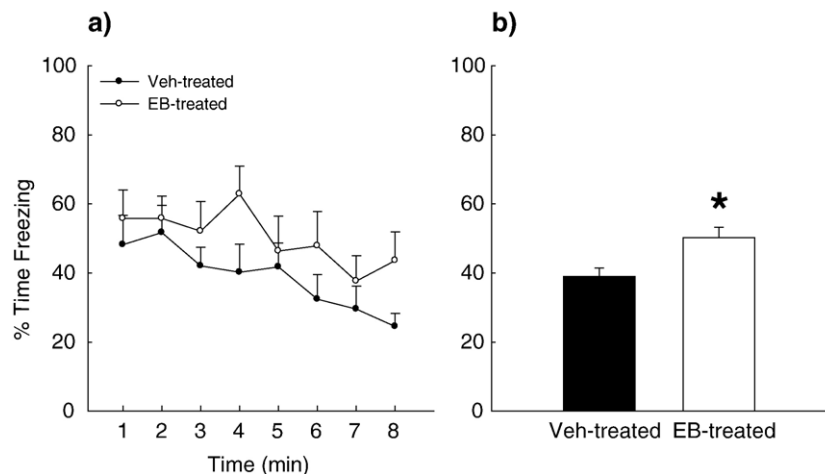 a)
b)
% Time Freezing
100
80
60
40
20
0
Veh-treated
EB-treated
1 2 3 4 5 6 7 8
Time (min)
100
80
60
40
20
0
*
Veh-treated EB-treated